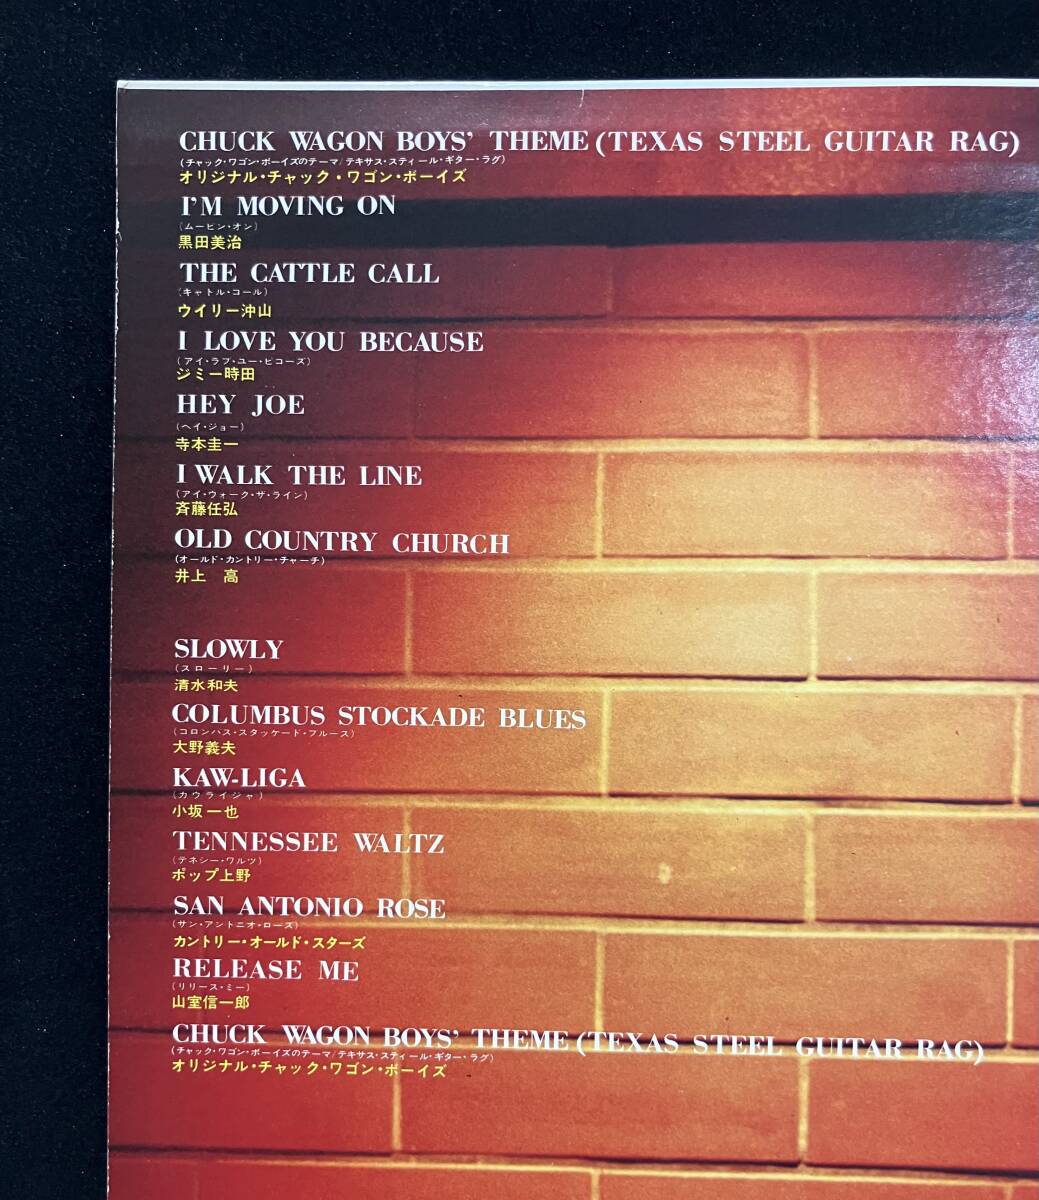 CHUCK WAGON BOYS' THEME (TEXAS STEEL GUITAR RAG)
(チャック・ワゴン・ボーイズのテーマ/テキサス・スティール・ギター・ラグ)
オリジナル・チャック・ワゴン・ボーイズ
I'M MOVING ON
(ムービン・オン)
黒田美治
THE CATTLE CALL
(キャトル・コール)
ウイリー沖山
I LOVE YOU BECAUSE
(アイ・ラブ・ユー・ビコーズ)
ジミー時田
HEY JOE
(ヘイ・ジョー)
寺本圭一
I WALK THE LINE
(アイ・ウォーク・ザ・ライン)
斉藤任弘
OLD COUNTRY CHURCH
(オールド・カントリー・チャーチ)
井上 高
SLOWLY
(スローリー)
清水和夫
COLUMBUS STOCKADE BLUES
(コロンバス・スタッケード・ブルース)
大野義夫
KAW-LIGA
(カウライジャ)
小坂一也
TENNESSEE WALTZ
(テネシー・ワルツ)
ポップ上野
SAN ANTONIO ROSE
(サン・アントニオ・ローズ)
カントリー・オールド・スターズ
RELEASE ME
(リリース・ミー)
山室信一郎
CHUCK WAGON BOYS' THEME (TEXAS STEEL GUITAR RAG)
(チャック・ワゴン・ボーイズのテーマ/テキサス・スティール・ギター・ラグ)
オリジナル・チャック・ワゴン・ボーイズ